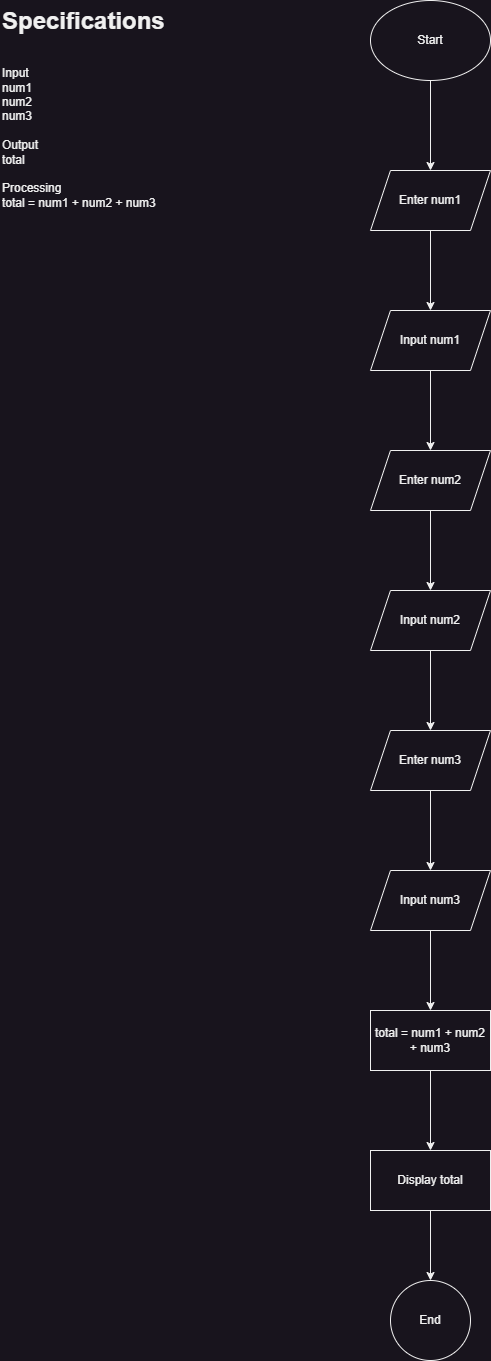 Specifications
Input
num1
num2
num3
Output
total
Processing
total = num1 + num2 + num3
Start
Enter num1
Input num1
Enter num2
Input num2
Enter num3
Input num3
total = num1 + num2
+ num3
Display total
End